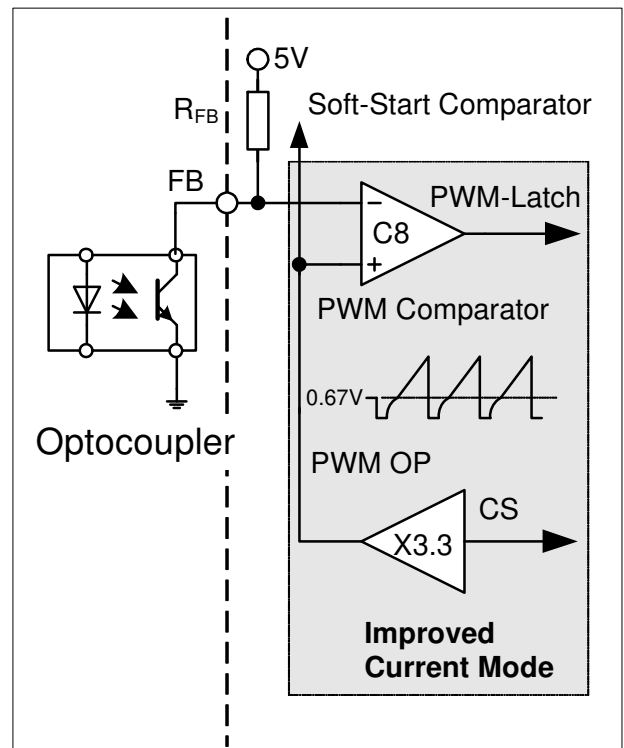 5V
R_FB
Soft-Start Comparator
FB
PWM-Latch
−
C8
+
PWM Comparator
0.67V
Optocoupler
PWM OP
CS
X3.3
Improved
Current Mode